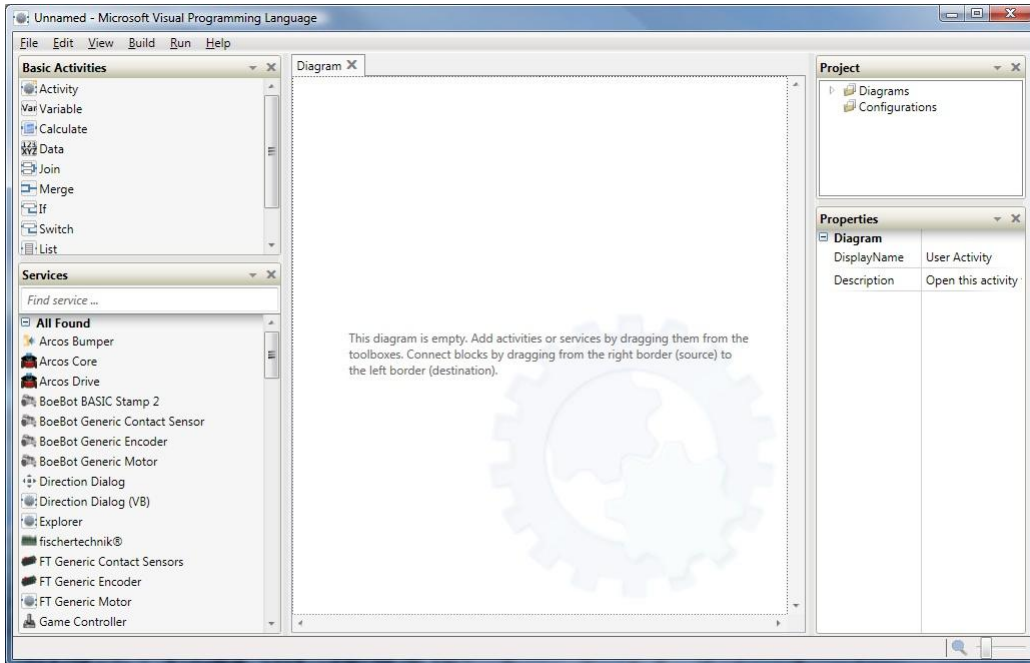 Unnamed - Microsoft Visual Programming Language
File Edit View Build Run Help
Basic Activities
Activity
Var Variable
Calculate
Data
Join
Merge
If
Switch
List
Services
Find service ...
All Found
Arcos Bumper
Arcos Core
Arcos Drive
BoeBot BASIC Stamp 2
BoeBot Generic Contact Sensor
BoeBot Generic Encoder
BoeBot Generic Motor
Direction Dialog
Direction Dialog (VB)
Explorer
fischertechnik®
FT Generic Contact Sensors
FT Generic Encoder
FT Generic Motor
Game Controller
Diagram
This diagram is empty. Add activities or services by dragging them from the
toolboxes. Connect blocks by dragging from the right border (source) to
the left border (destination).
Project
Diagrams
Configurations
Properties
Diagram
DisplayName User Activity
Description Open this activity